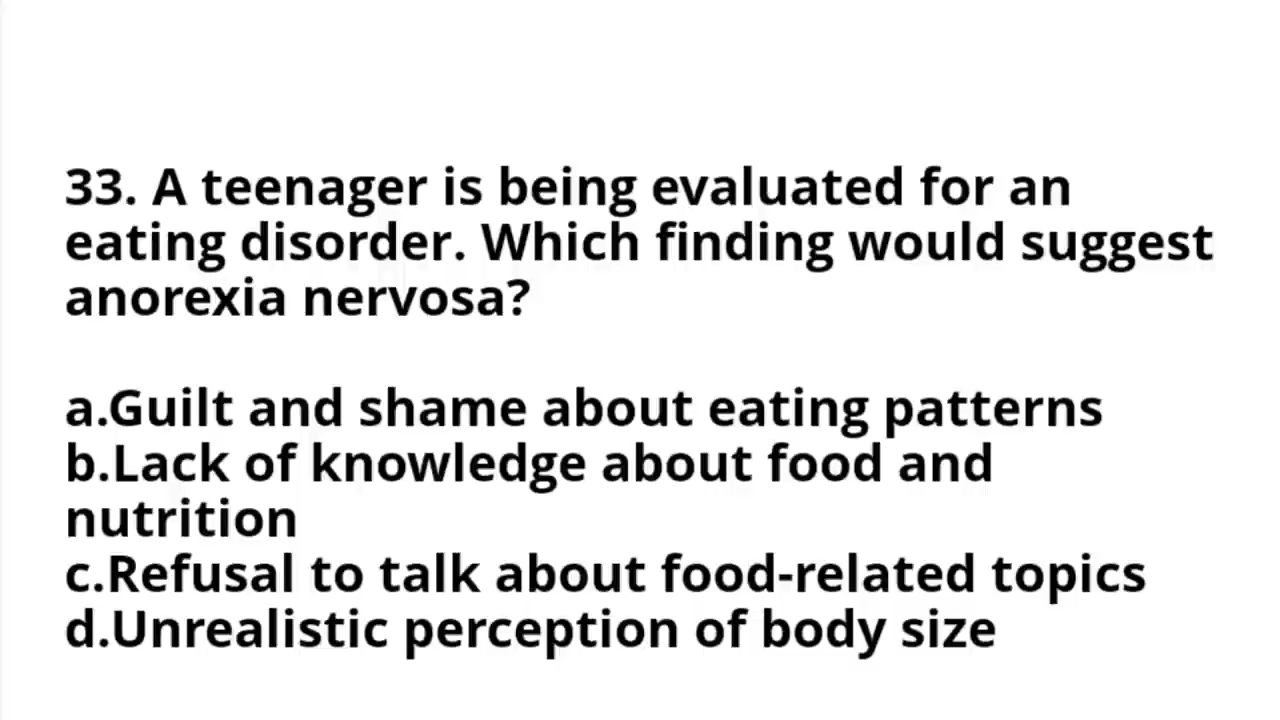 33. A teenager is being evaluated for an
eating disorder. Which finding would suggest
anorexia nervosa?
a.Guilt and shame about eating patterns
b.Lack of knowledge about food and
nutrition
c.Refusal to talk about food-related topics
d.Unrealistic perception of body size